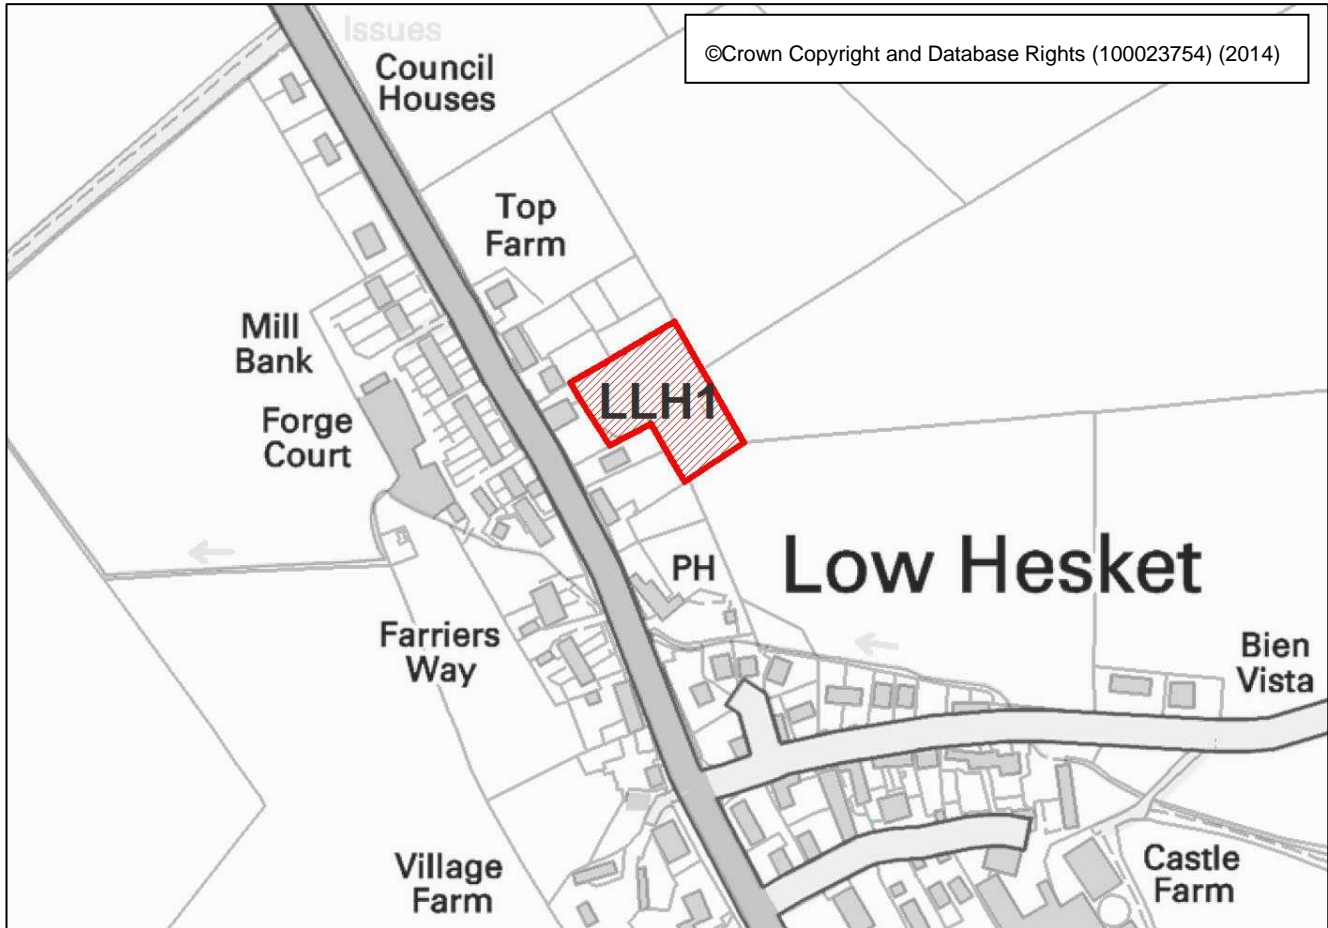 Issues
©Crown Copyright and Database Rights (100023754) (2014)
Council
Houses
Top
Farm
Mill
Bank
LLH1
Forge
Court
Low Hesket
PH
Farriers
Way
Bien
Vista
Village
Farm
Castle
Farm